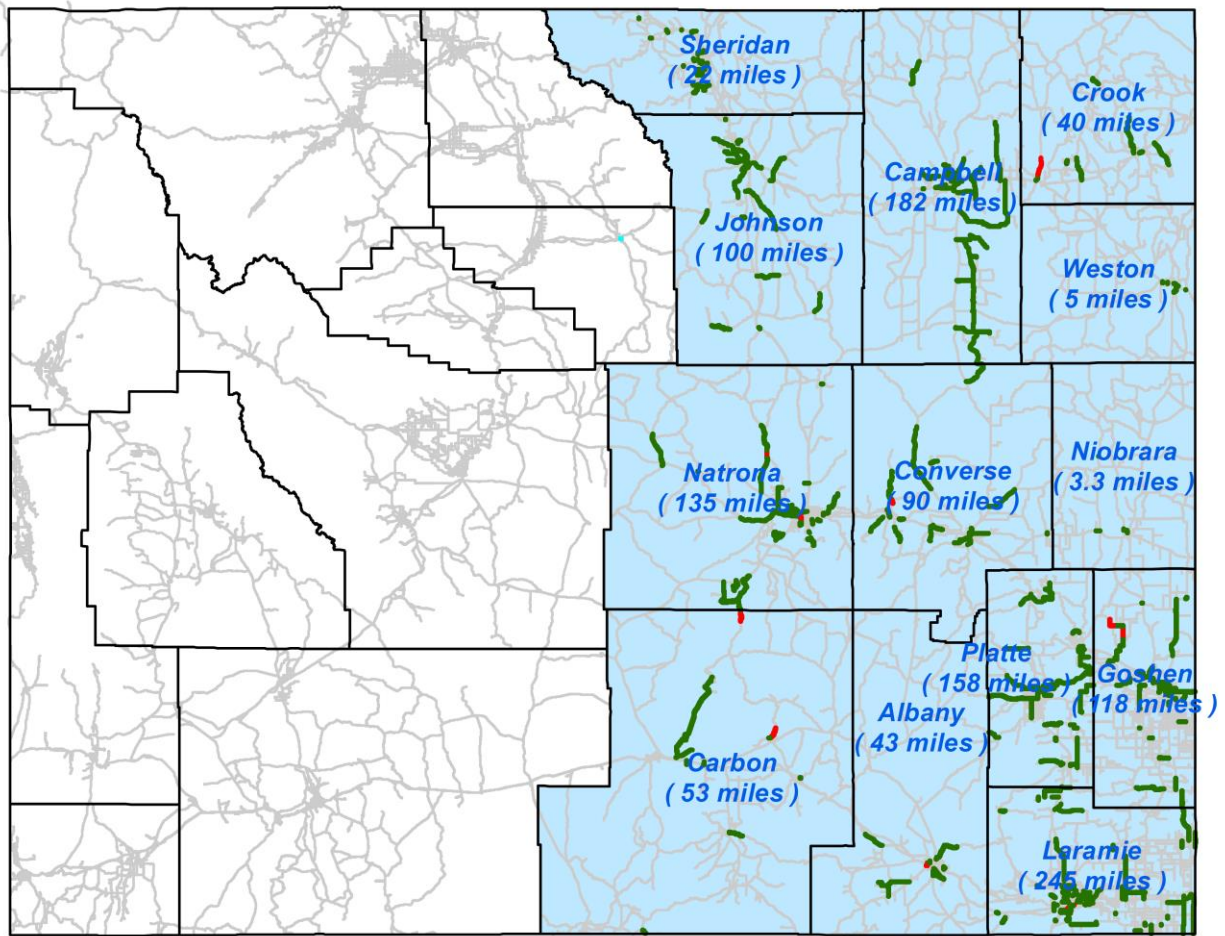 Sheridan
( 22 miles )
Crook
( 40 miles )
Campbell
( 182 miles )
Johnson
( 100 miles )
Weston
( 5 miles )
Natrona
( 135 miles )
Converse
( 90 miles )
Niobrara
( 3.3 miles )
Platte
( 158 miles )
Goshen
( 118 miles )
Albany
( 43 miles )
Carbon
( 53 miles )
Laramie
( 245 miles )